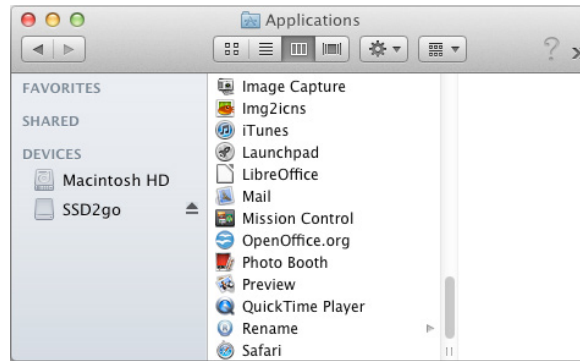 Applications
FAVORITES
SHARED
DEVICES
Macintosh HD
SSD2go
Image Capture
Img2icns
iTunes
Launchpad
LibreOffice
Mail
Mission Control
OpenOffice.org
Photo Booth
Preview
QuickTime Player
Rename
Safari